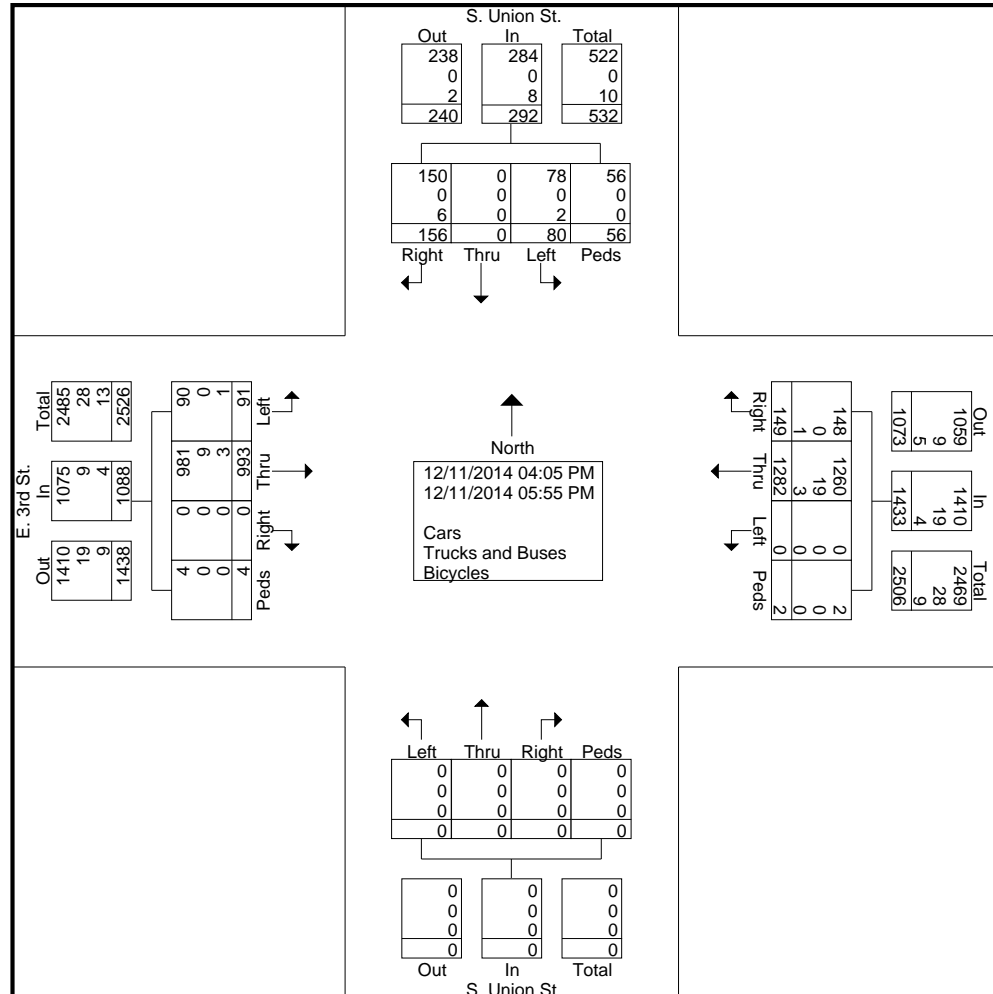 S. Union St.
Out In Total
238 284 522
0 0 0
2 8 10
240 292 532
150 0 78 56
0 0 0 0
6 0 2 0
156 0 80 56
Right Thru Left Peds
E. 3rd St.
Total In Out
2485 1075 1410
28 9 19
13 4 9
2526 1088 1438
90 981 0 4
0 9 0 0
1 3 0 0
91 993 0 4
Left Thru Right Peds
North
12/11/2014 04:05 PM
12/11/2014 05:55 PM
Cars
Trucks and Buses
Bicycles
Right Thru Left Peds
149 1282 0 2
1 3 0 0
0 19 0 0
148 1260 0 2
Out In Total
1059 1410 2469
9 19 28
5 4 9
1073 1433 2506
Left Thru Right Peds
0 0 0 0
0 0 0 0
0 0 0 0
0 0 0 0
0 0 0
0 0 0
0 0 0
0 0 0
Out In Total
S. Union St.